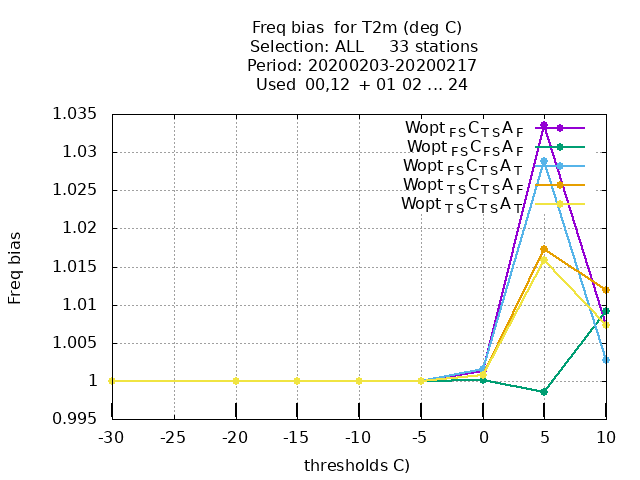 Freq bias  for T2m (deg C)
Selection: ALL     33 stations
Period: 20200203-20200217
Used  00,12  + 01 02 ... 24
1.035
1.03
1.025
1.02
1.015
1.01
1.005
1
0.995
Freq bias
Wopt FS C TS A F
Wopt FS C FS A F
Wopt FS C TS A T
Wopt TS C TS A F
Wopt TS C TS A T
-30 -25 -20 -15 -10 -5 0 5 10
thresholds C)